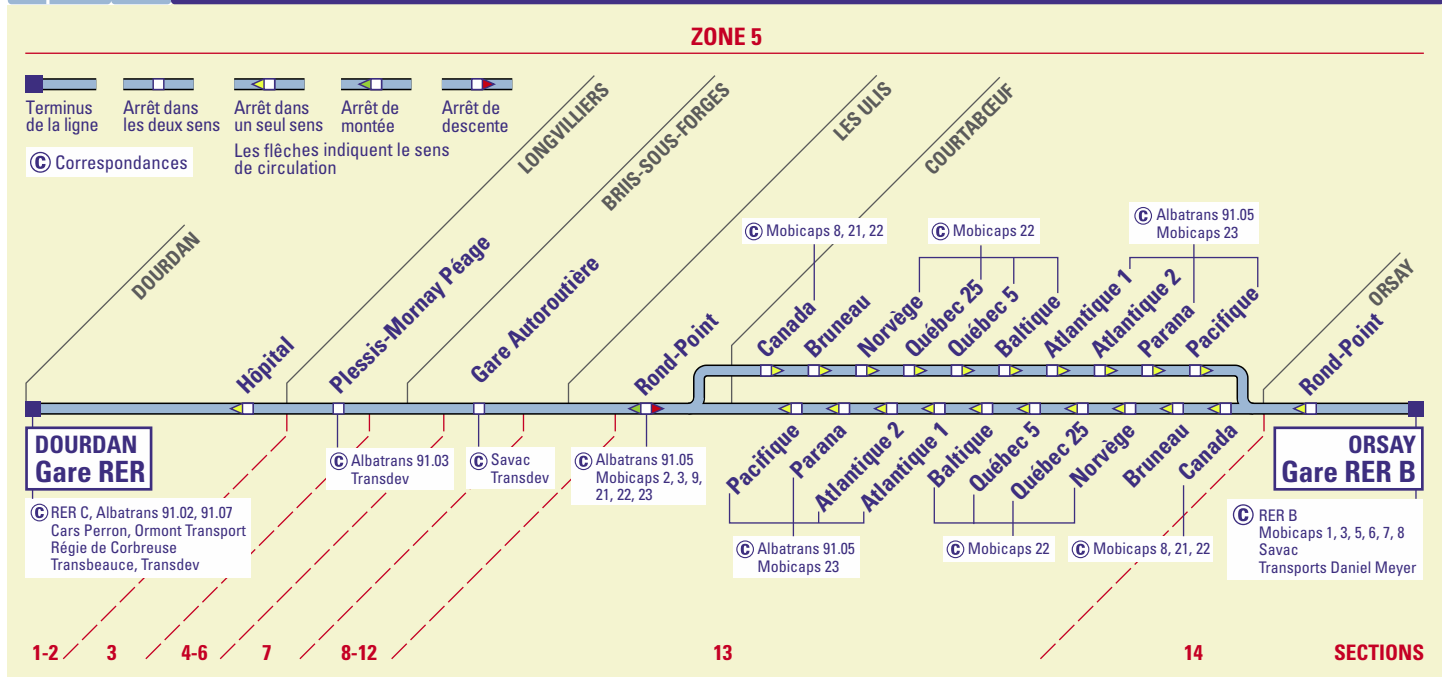 ZONE 5
Terminus
de la ligne
Arrêt dans
les deux sens
Arrêt dans
un seul sens
Arrêt de
montée
Arrêt de
descente
Les flêches indiquent le sens
de circulation
C Correspondances
DOURDAN
LONGVILLIERS
BRIIS-SOUS-FORGES
LES ULIS
COURTABŒUF
ORSAY
C Mobicaps 8, 21, 22
C Mobicaps 22
C Albatrans 91.05
Mobicaps 23
Hôpital
Plessis-Mornay Péage
Gare Autoroutière
Rond-Point
Canada
Bruneau
Norvège
Québec 25
Québec 5
Baltique
Atlantique 1
Atlantique 2
Parana
Pacifique
Rond-Point
DOURDAN
Gare RER
C RER C, Albatrans 91.02, 91.07
Cars Perron, Ormont Transport
Régie de Corbreuse
Transbeauce, Transdev
C Albatrans 91.03
Transdev
C Savac
Transdev
C Albatrans 91.05
Mobicaps 2, 3, 9,
21, 22, 23
Pacifique
Parana
Atlantique 2
Atlantique 1
Baltique
Québec 5
Québec 25
Norvège
Bruneau
Canada
C Albatrans 91.05
Mobicaps 23
C Mobicaps 22
C Mobicaps 8, 21, 22
ORSAY
Gare RER B
C RER B
Mobicaps 1, 3, 5, 6, 7, 8
Savac
Transports Daniel Meyer
1-2
3
4-6
7
8-12
13
14
SECTIONS